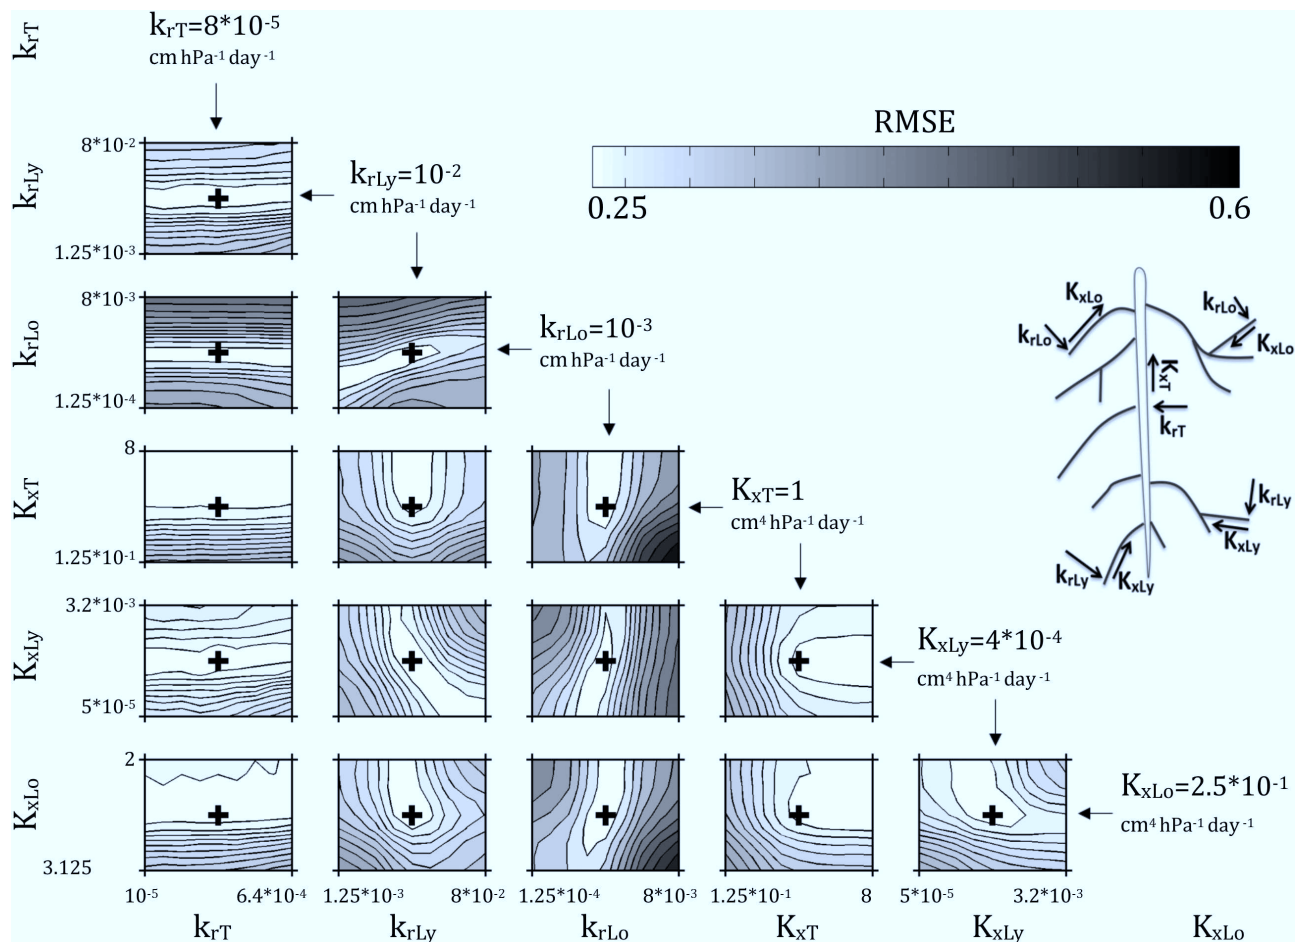 k_rT
k_rT=8*10^-5
cm hPa^-1 day^-1
RMSE
0.25 0.6
k_rLy
8*10^-2
1.25*10^-3
k_rLy=10^-2
cm hPa^-1 day^-1
k_rLo
8*10^-3
1.25*10^-4
k_rLo=10^-3
cm hPa^-1 day^-1
K_xLo
k_rLo
k_rLo
K_xLo
K_xT
k_rT
k_rLy
K_xLy
k_rLy
K_xLy
K_xT
8
1.25*10^-1
K_xT=1
cm^4 hPa^-1 day^-1
K_xLy
3.2*10^-3
5*10^-5
K_xLy=4*10^-4
cm^4 hPa^-1 day^-1
K_xLo
2
3.125
K_xLo=2.5*10^-1
cm^4 hPa^-1 day^-1
10^-5 6.4*10^-4 1.25*10^-3 8*10^-2 1.25*10^-4 8*10^-3 1.25*10^-1 8 5*10^-5 3.2*10^-3
k_rT k_rLy k_rLo K_xT K_xLy K_xLo